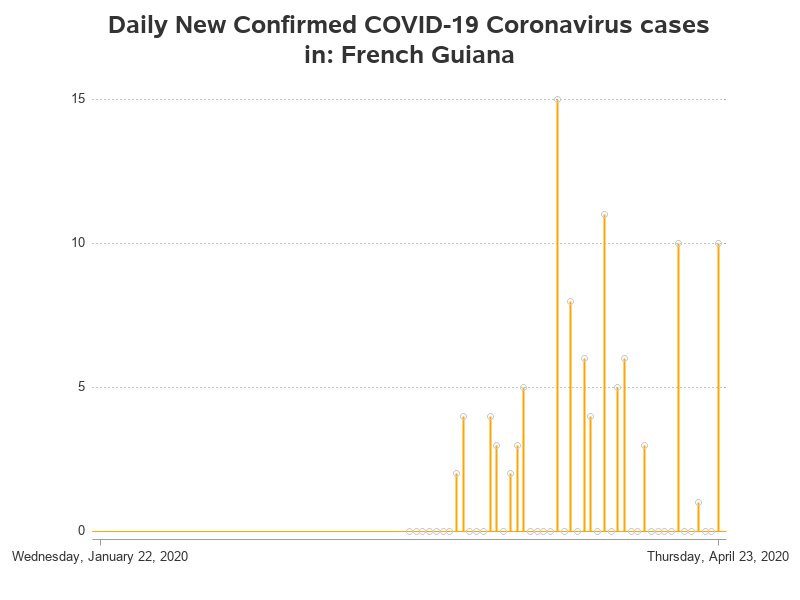 Daily New Confirmed COVID-19 Coronavirus cases
in: French Guiana
15
10
5
0
Wednesday, January 22, 2020
Thursday, April 23, 2020